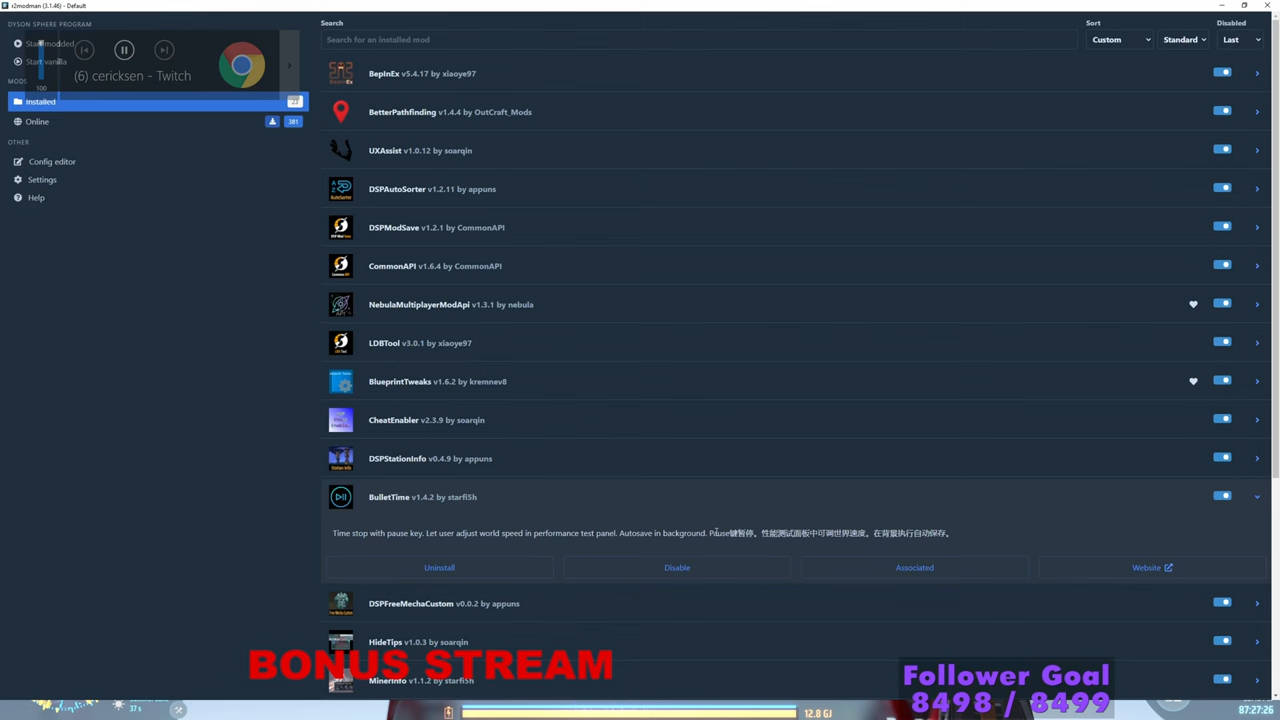 r2modman (3.1.46) - Default
DYSON SPHERE PROGRAM
Start modded
Start vanilla
(6) cericksen - Twitch
100
MODS
Installed 23
Online 381
OTHER
Config editor
Settings
Help
Search
Search for an installed mod
Sort
Custom
Standard
Disabled
Last
BepInEx v5.4.17 by xiaoye97
BetterPathfinding v1.4.4 by OutCraft_Mods
UXAssist v1.0.12 by soarqin
DSPAutoSorter v1.2.11 by appuns
DSPModSave v1.2.1 by CommonAPI
CommonAPI v1.6.4 by CommonAPI
NebulaMultiplayerModApi v1.3.1 by nebula
LDBTool v3.0.1 by xiaoye97
BlueprintTweaks v1.6.2 by kremnev8
CheatEnabler v2.3.9 by soarqin
DSPStationInfo v0.4.9 by appuns
BulletTime v1.4.2 by starfi5h
Time stop with pause key. Let user adjust world speed in performance test panel. Autosave in background. Pause键暂停。性能测试面板中可调世界速度。在背景执行自动保存。
Uninstall
Disable
Associated
Website
DSPFreeMechaCustom v0.0.2 by appuns
HideTips v1.0.3 by soarqin
MinerInfo v1.1.2 by starfi5h
BONUS STREAM
Follower Goal
8498 / 8499
37 s
12.8 GJ
87:27:26